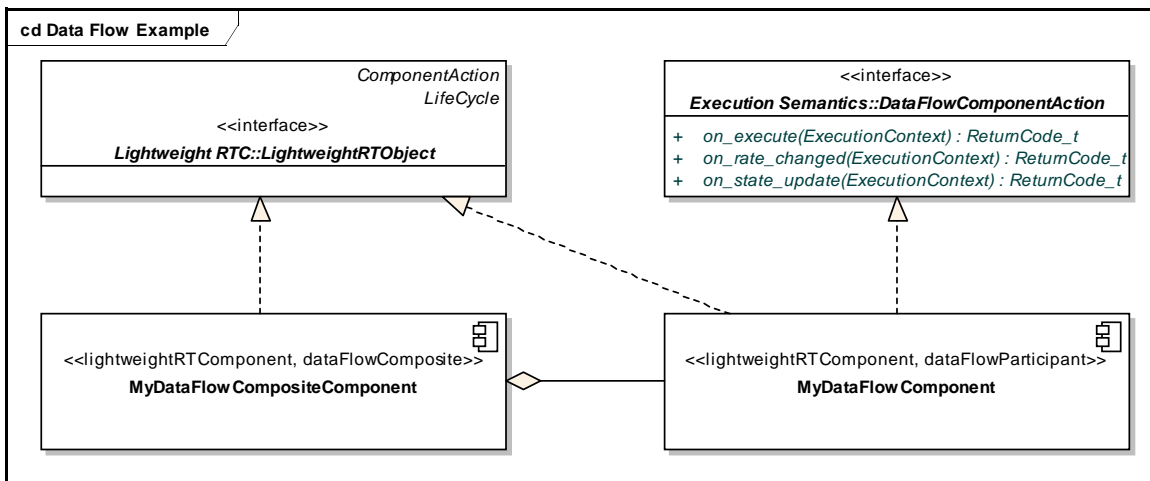 cd Data Flow Example
ComponentAction
LifeCycle
<<interface>>
Lightweight RTC::LightweightRTObject
<<interface>>
Execution Semantics::DataFlowComponentAction
+ on_execute(ExecutionContext) : ReturnCode_t
+ on_rate_changed(ExecutionContext) : ReturnCode_t
+ on_state_update(ExecutionContext) : ReturnCode_t
<<lightweightRTComponent, dataFlowComposite>>
MyDataFlowCompositeComponent
<<lightweightRTComponent, dataFlowParticipant>>
MyDataFlowComponent